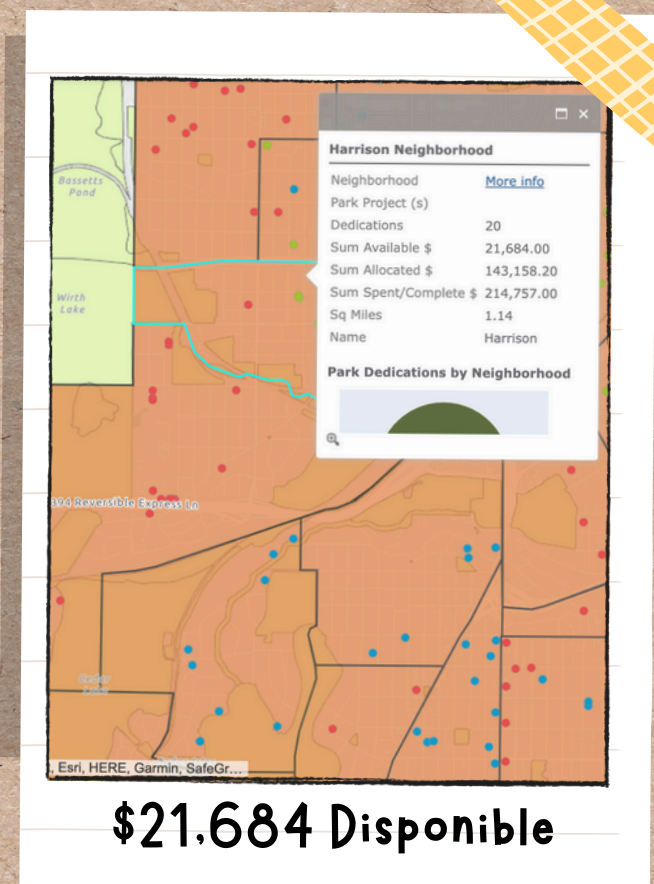 Bassetts
Pond
Wirth
Lake
394 Reversible Express Ln
Cedar
Lake
Harrison Neighborhood
Neighborhood More info
Park Project (s)
Dedications 20
Sum Available $ 21,684.00
Sum Allocated $ 143,158.20
Sum Spent/Complete $ 214,757.00
Sq Miles 1.14
Name Harrison
Park Dedications by Neighborhood
, Esri, HERE, Garmin, SafeGr...
$21,684 Disponible